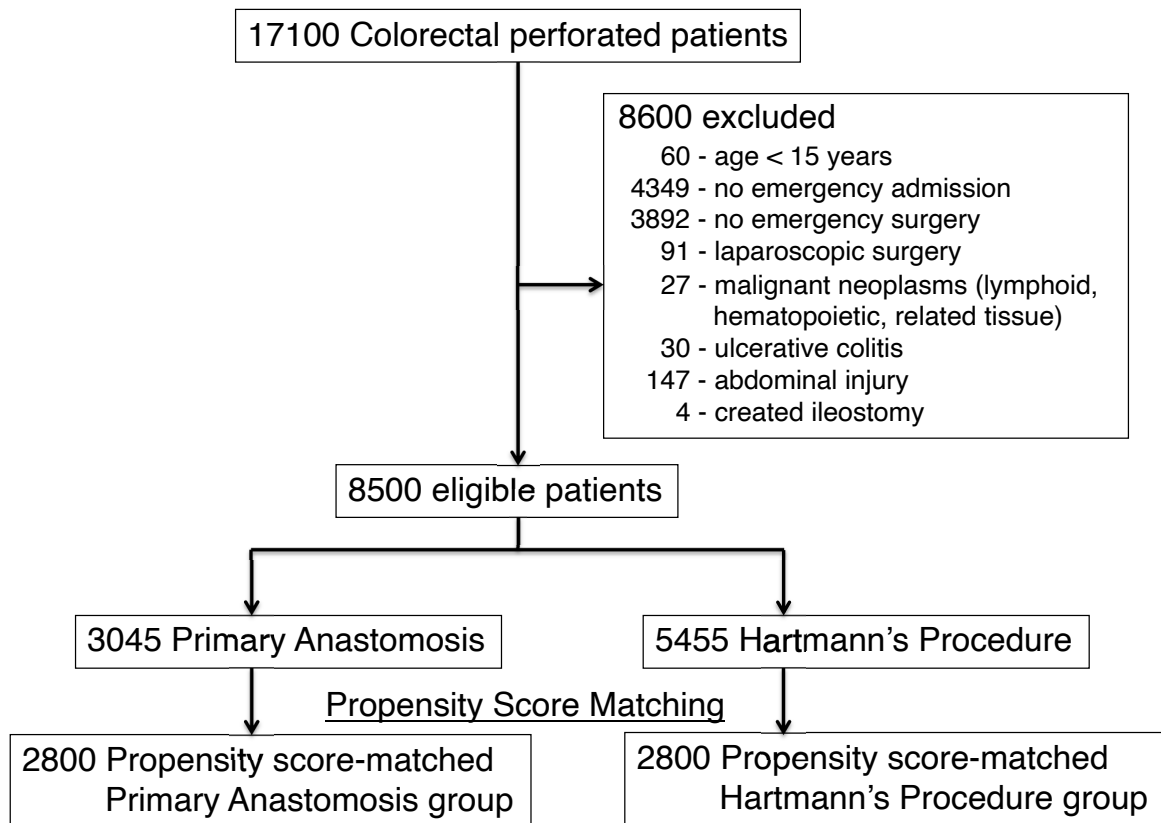 17100 Colorectal perforated patients
8600 excluded
60 - age < 15 years
4349 - no emergency admission
3892 - no emergency surgery
91 - laparoscopic surgery
27 - malignant neoplasms (lymphoid,
hematopoietic, related tissue)
30 - ulcerative colitis
147 - abdominal injury
4 - created ileostomy
8500 eligible patients
3045 Primary Anastomosis
5455 Hartmann's Procedure
Propensity Score Matching
2800 Propensity score-matched
Primary Anastomosis group
2800 Propensity score-matched
Hartmann's Procedure group